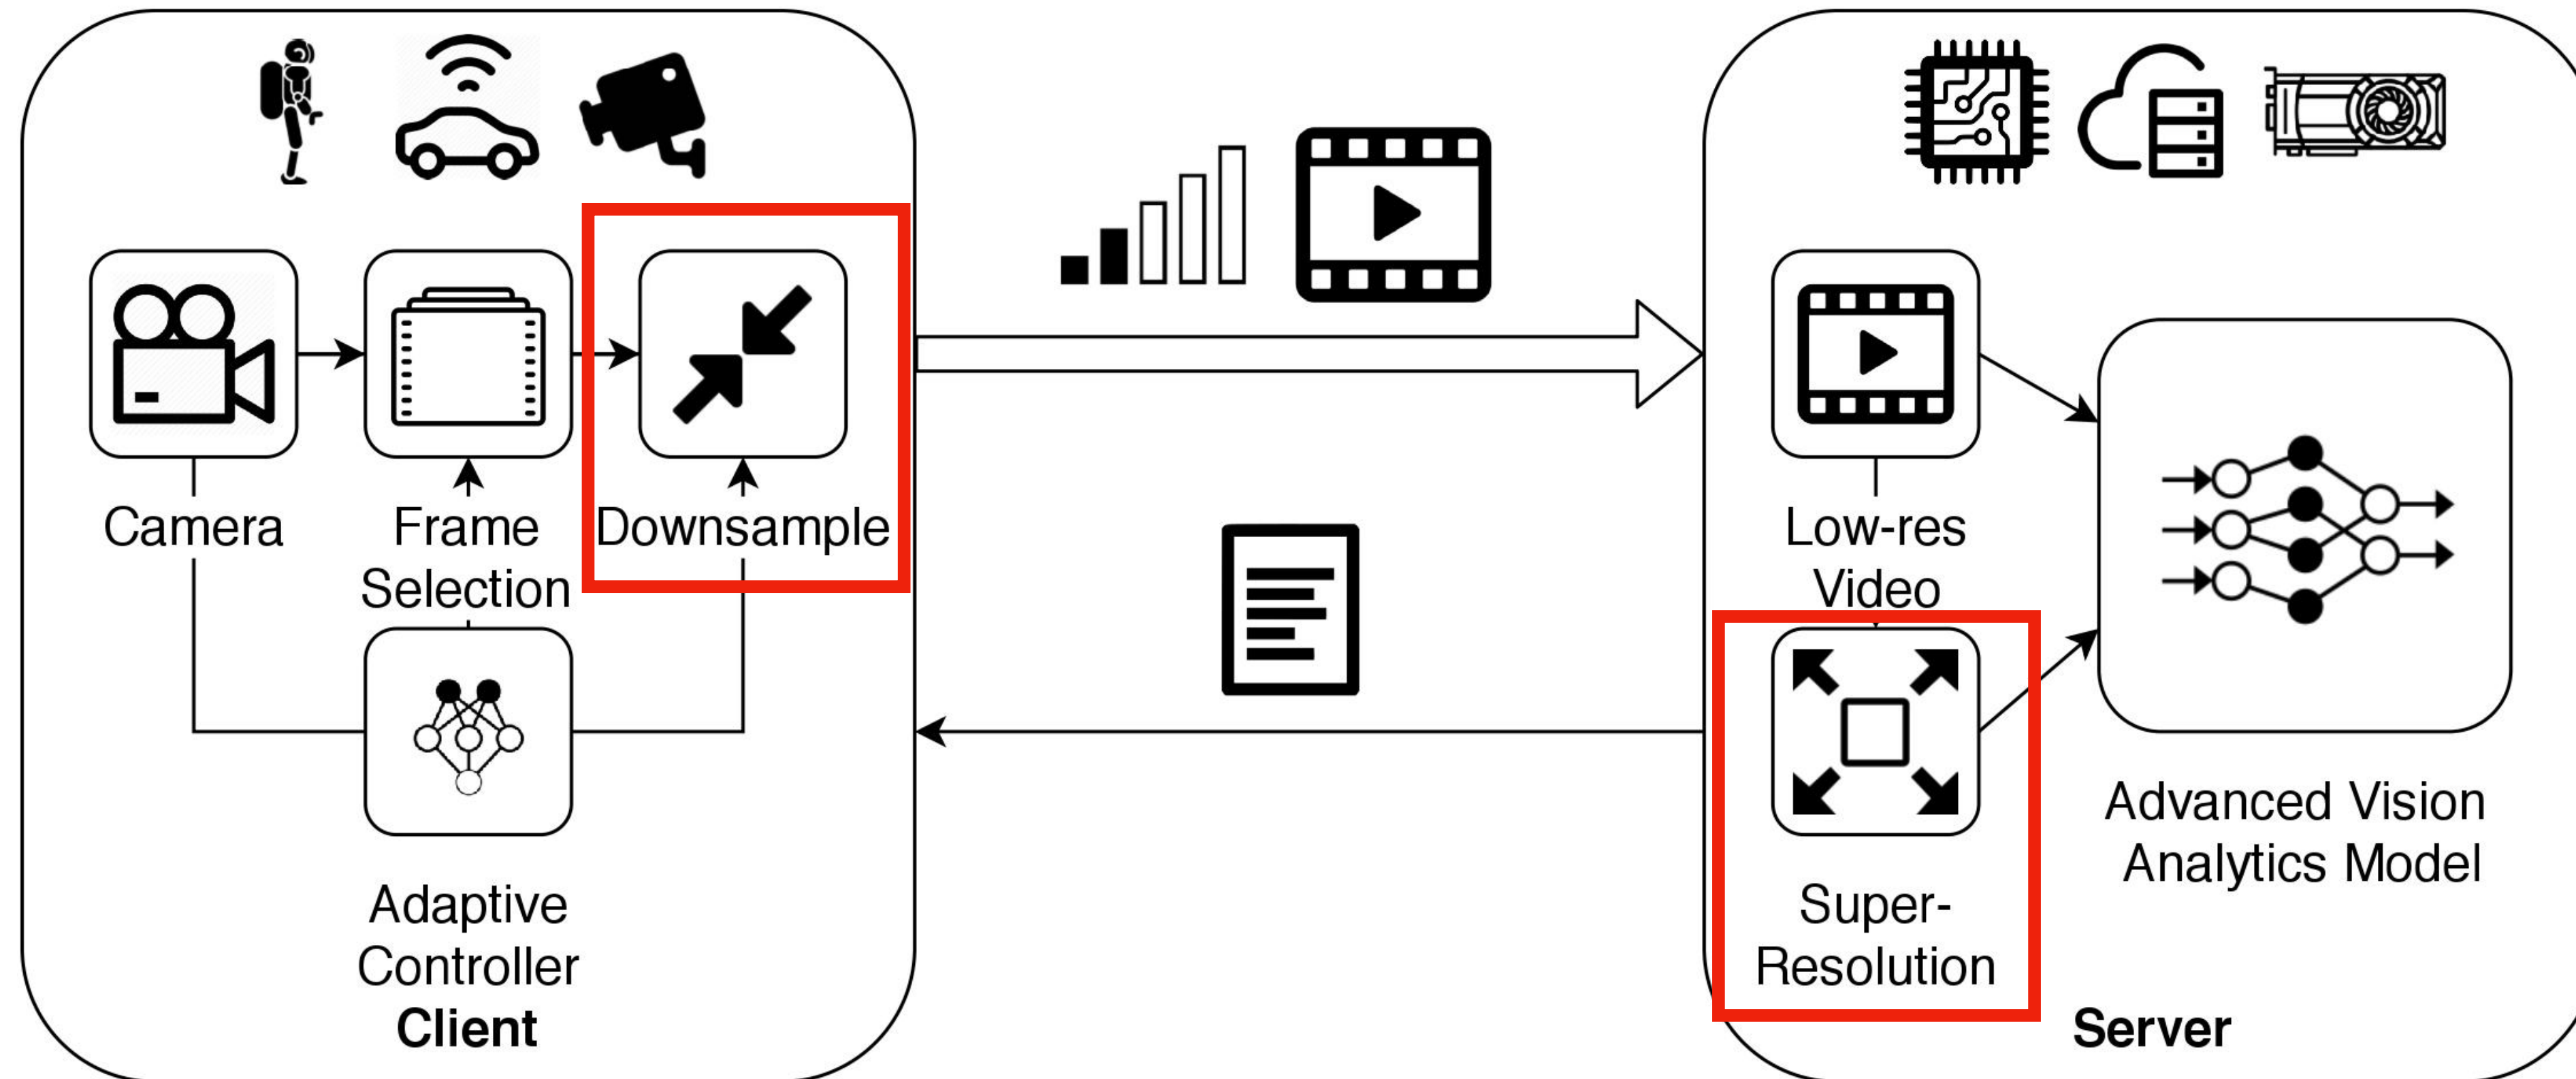 Camera
Frame
Selection
Downsample
Adaptive
Controller
Client
Low-res
Video
Super-
Resolution
Advanced Vision
Analytics Model
Server